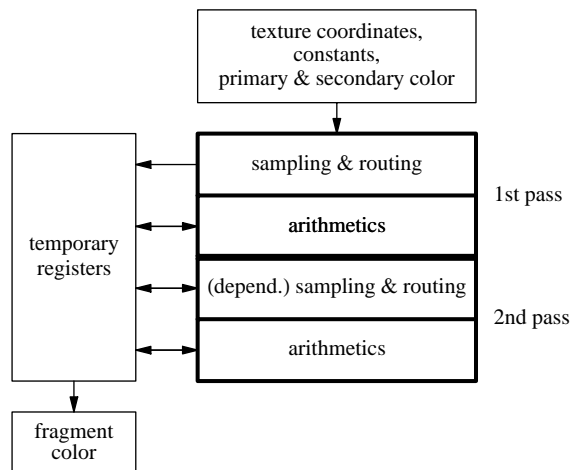 texture coordinates,
constants,
primary & secondary color
sampling & routing
1st pass
arithmetics
temporary
registers
(depend.) sampling & routing
2nd pass
arithmetics
fragment
color